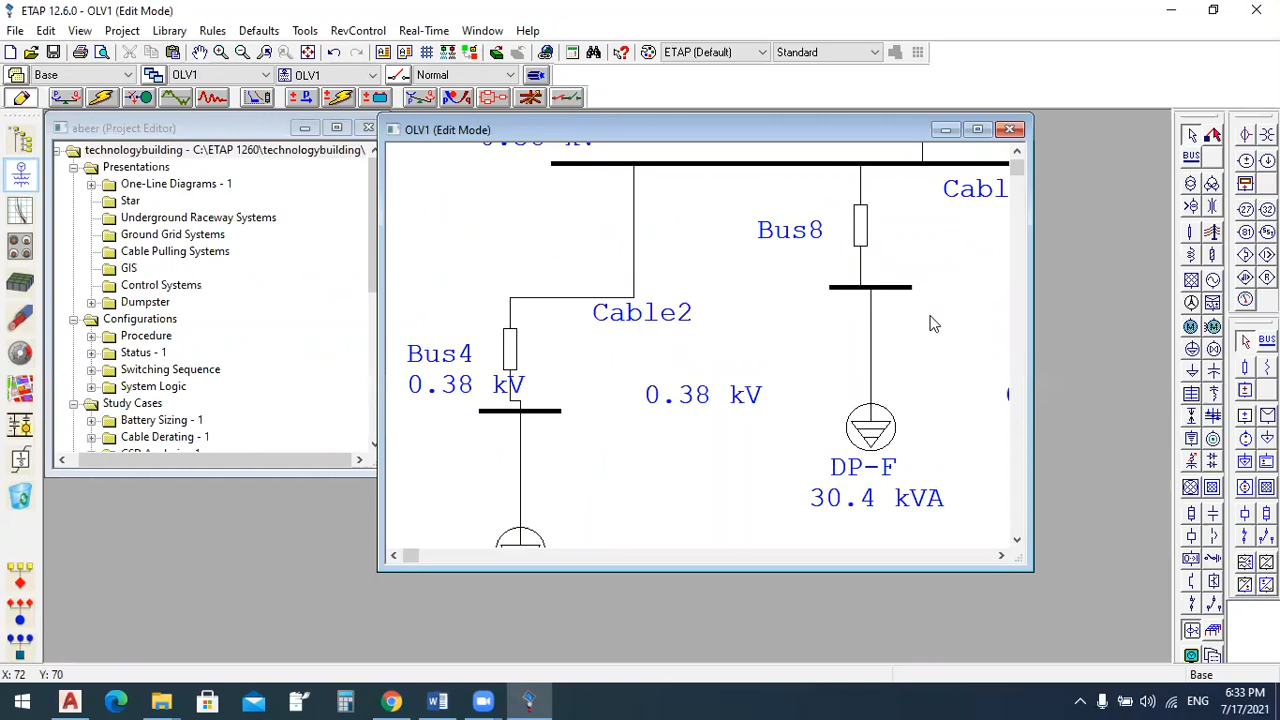 ETAP 12.6.0 - OLV1 (Edit Mode)
File Edit View Project Library Defaults Tools RevControl Real-Time Window Help
Rules
ETAP (Default)
Standard
Base
OLV1
OLV1
Normal
abeer (Project Editor)
technologybuilding - C:\ETAP 1260\technologybuilding\
Presentations
One-Line Diagrams - 1
Star
Underground Raceway Systems
Ground Grid Systems
Cable Pulling Systems
GIS
Control Systems
Dumpster
Configurations
Procedure
Status - 1
Switching Sequence
System Logic
Study Cases
Battery Sizing - 1
Cable Derating - 1
OLV1 (Edit Mode)
Cabl
Bus8
Cable2
Bus4
0.38 kV
0.38 kV
DP-F
30.4 kVA
BUS
BUS
X: 72 Y: 70
Base
ENG
6:33 PM
7/17/2021